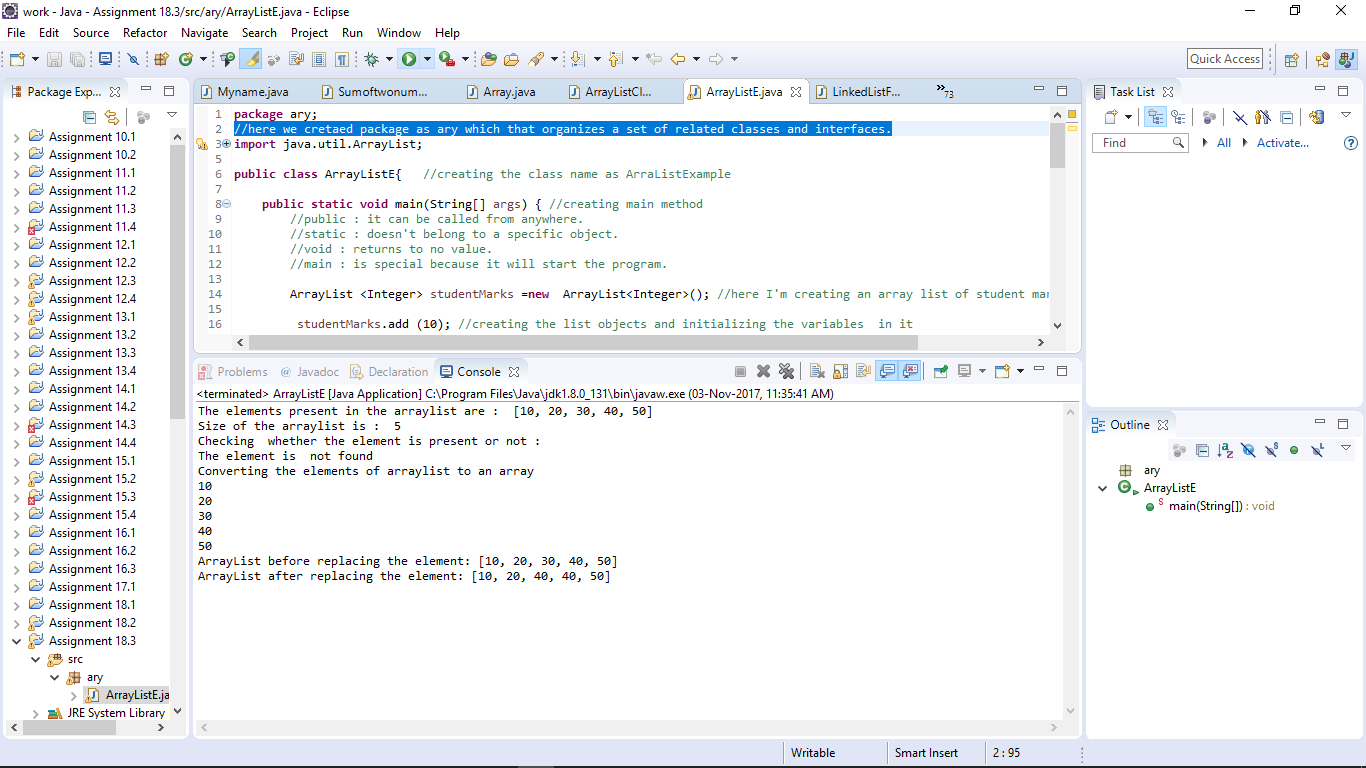 work - Java - Assignment 18.3/src/ary/ArrayListE.java - Eclipse
File Edit Source Refactor Navigate Search Project Run Window Help
Quick Access
Package Exp...
Assignment 10.1
Assignment 10.2
Assignment 11.1
Assignment 11.2
Assignment 11.3
Assignment 11.4
Assignment 12.1
Assignment 12.2
Assignment 12.3
Assignment 12.4
Assignment 13.1
Assignment 13.2
Assignment 13.3
Assignment 13.4
Assignment 14.1
Assignment 14.2
Assignment 14.3
Assignment 14.4
Assignment 15.1
Assignment 15.2
Assignment 15.3
Assignment 15.4
Assignment 16.1
Assignment 16.2
Assignment 16.3
Assignment 17.1
Assignment 18.1
Assignment 18.2
Assignment 18.3
src
ary
ArrayListE.ja
JRE System Library
Myname.java Sumoftwonum... Array.java ArrayListCl... ArrayListE.java LinkedListF... »73
1 package ary;
2 //here we cretaed package as ary which that organizes a set of related classes and interfaces.
3 import java.util.ArrayList;
5
6 public class ArrayListE{ //creating the class name as ArraListExample
7
8 public static void main(String[] args) { //creating main method
9 //public : it can be called from anywhere.
10 //static : doesn't belong to a specific object.
11 //void : returns to no value.
12 //main : is special because it will start the program.
13
14 ArrayList <Integer> studentMarks =new ArrayList<Integer>(); //here I'm creating an array list of student mar
15
16 studentMarks.add (10); //creating the list objects and initializing the variables in it
Problems @ Javadoc Declaration Console
<terminated> ArrayListE [Java Application] C:\Program Files\Java\jdk1.8.0_131\bin\javaw.exe (03-Nov-2017, 11:35:41 AM)
The elements present in the arraylist are : [10, 20, 30, 40, 50]
Size of the arraylist is : 5
Checking whether the element is present or not :
The element is not found
Converting the elements of arraylist to an array
10
20
30
40
50
ArrayList before replacing the element: [10, 20, 30, 40, 50]
ArrayList after replacing the element: [10, 20, 40, 40, 50]
Task List
Find All Activate...
Outline
ary
ArrayListE
main(String[]) : void
Writable Smart Insert 2 : 95